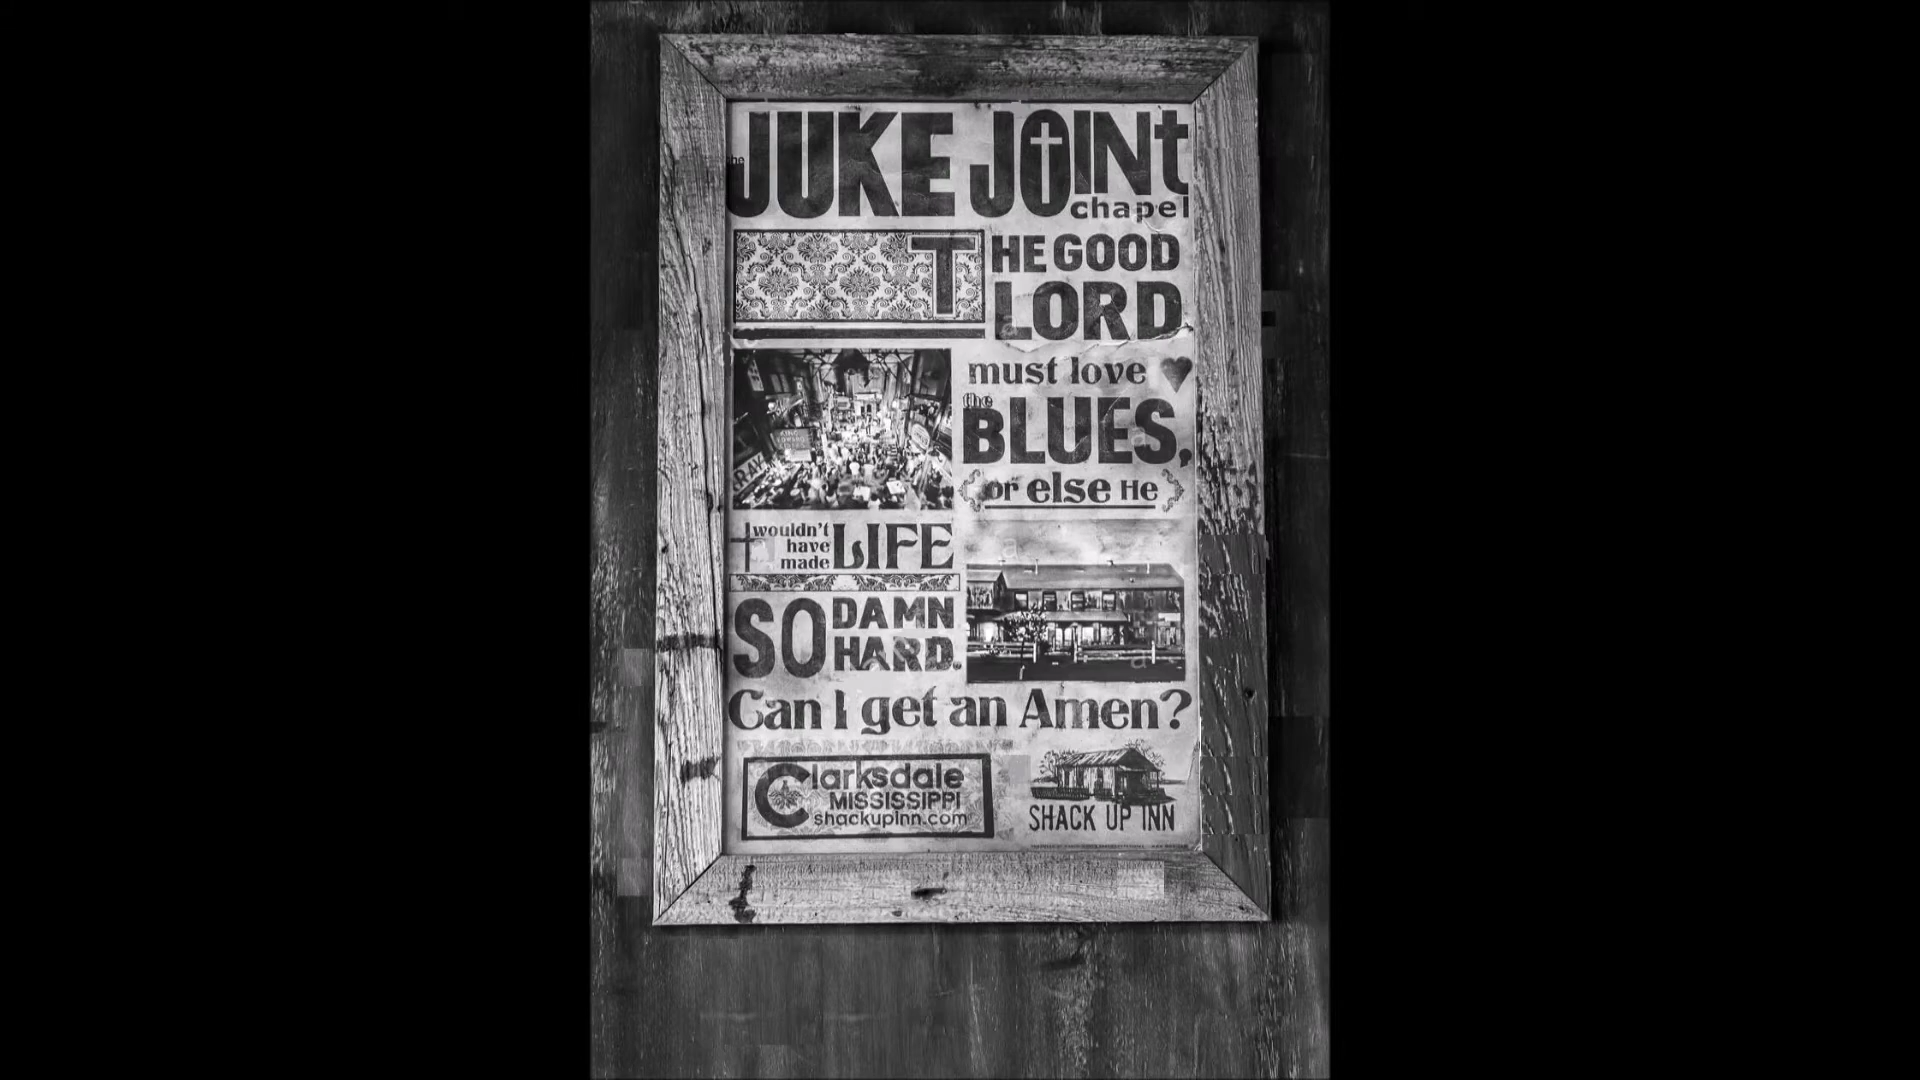 the
JUKE JOINt
chapel
THE GOOD
LORD
must love
the
BLUES,
or else He
wouldn't
have
made
LIFE
SO DAMN
HARD.
Can I get an Amen?
Clarksdale
MISSISSIPPI
shackupinn.com
SHACK UP INN